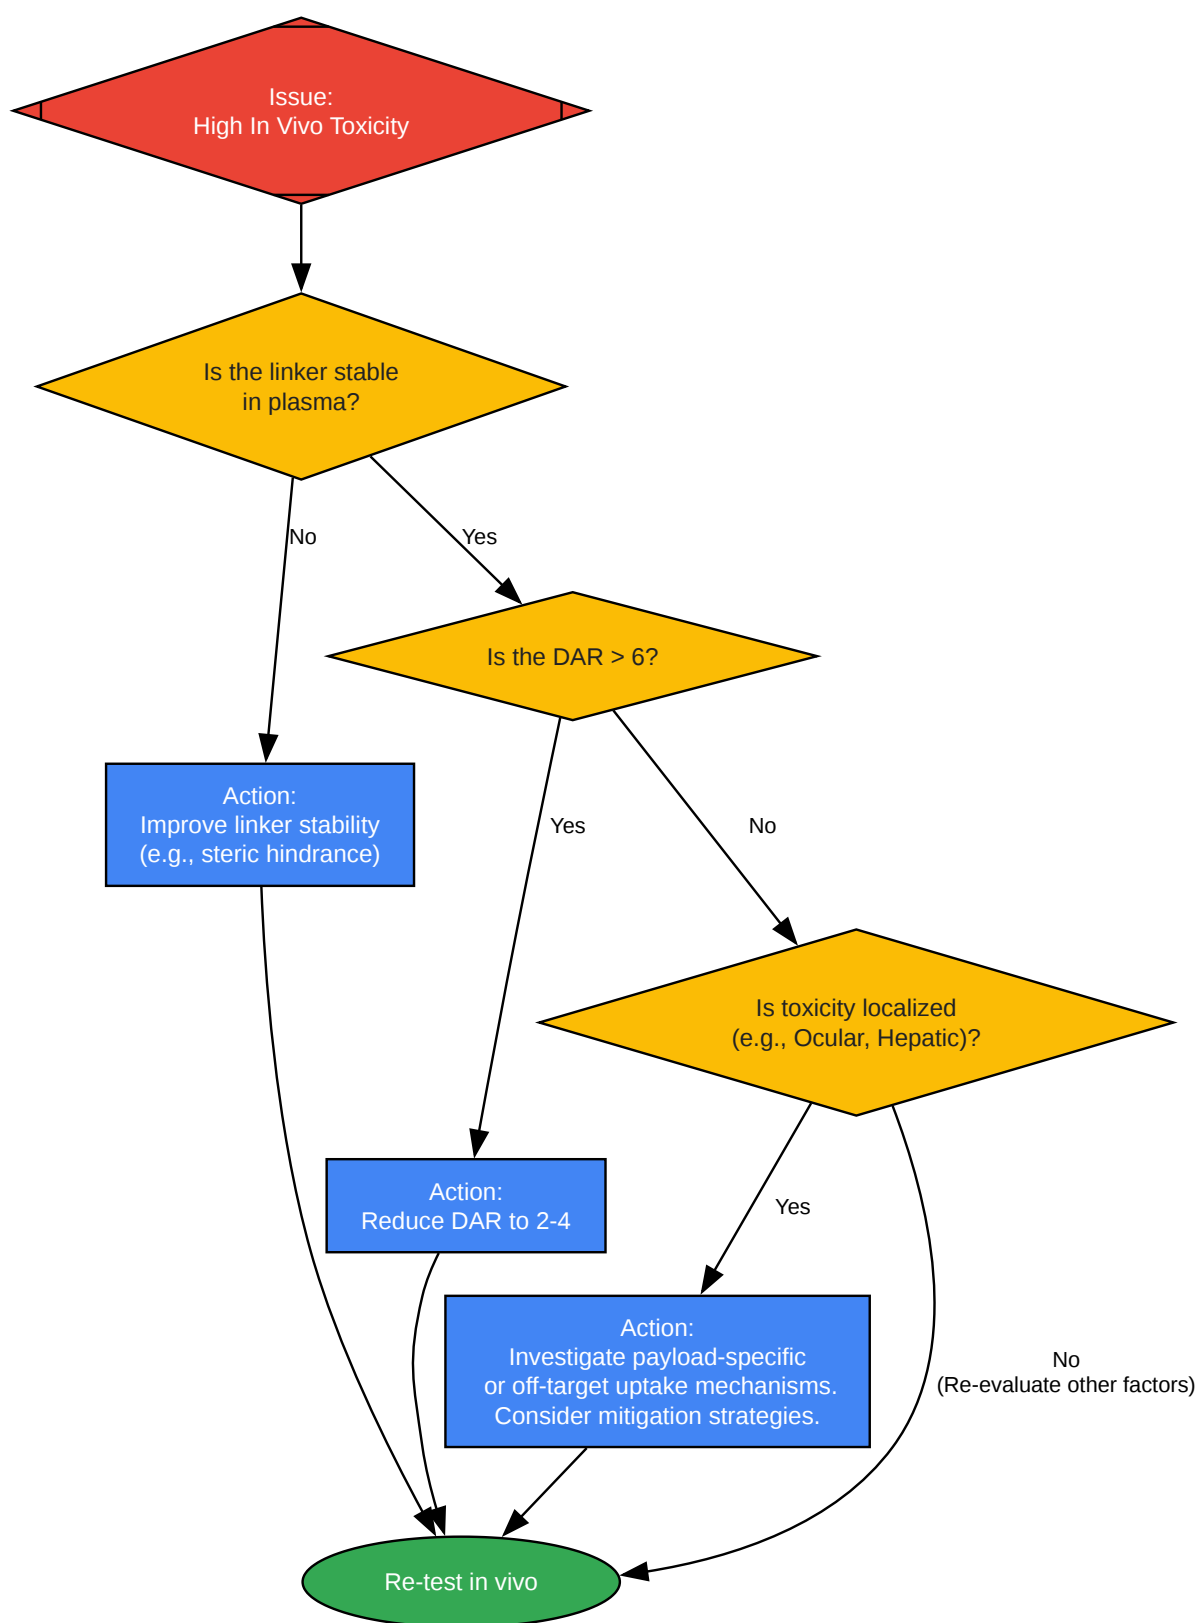 Issue:
High In Vivo Toxicity
Is the linker stable
in plasma?
No
Yes
Is the DAR > 6?
Action:
Improve linker stability
(e.g., steric hindrance)
Yes
No
Is toxicity localized
(e.g., Ocular, Hepatic)?
Action:
Reduce DAR to 2-4
Yes
Action:
Investigate payload-specific
or off-target uptake mechanisms.
Consider mitigation strategies.
No
(Re-evaluate other factors)
Re-test in vivo